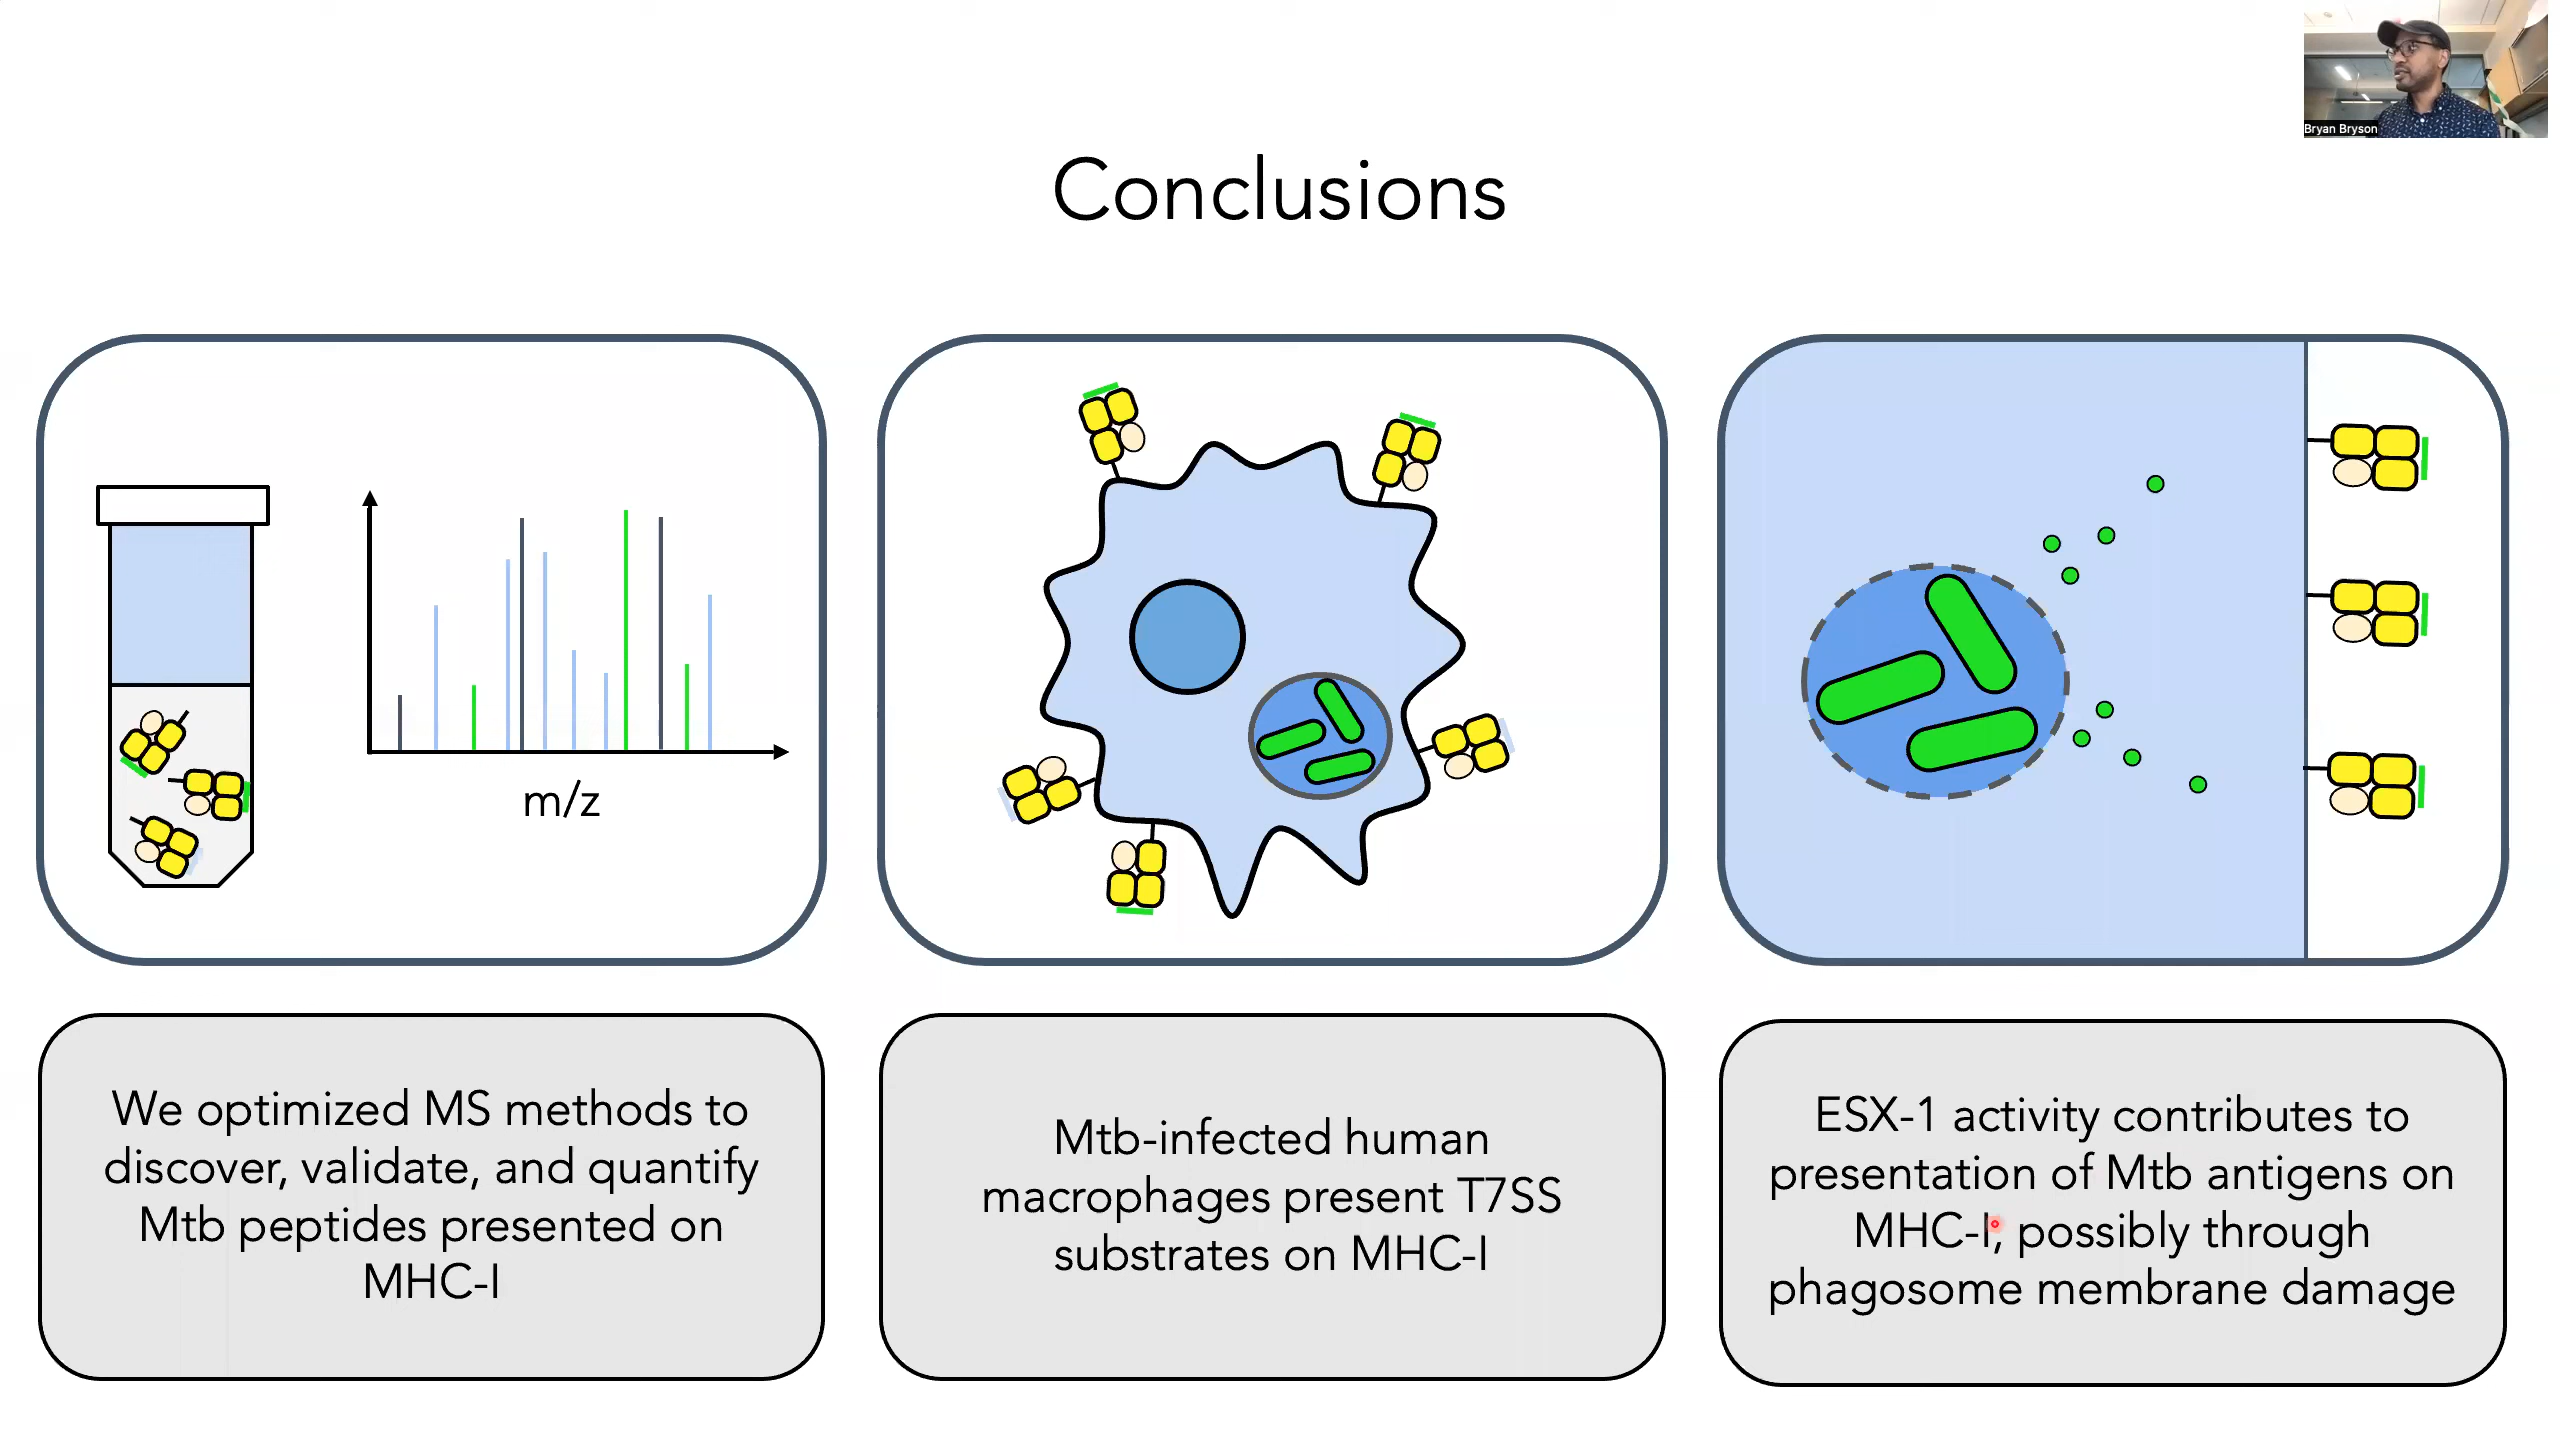 Bryan Bryson
Conclusions
m/z
We optimized MS methods to
discover, validate, and quantify
Mtb peptides presented on
MHC-I
Mtb-infected human
macrophages present T7SS
substrates on MHC-I
ESX-1 activity contributes to
presentation of Mtb antigens on
MHC-I, possibly through
phagosome membrane damage